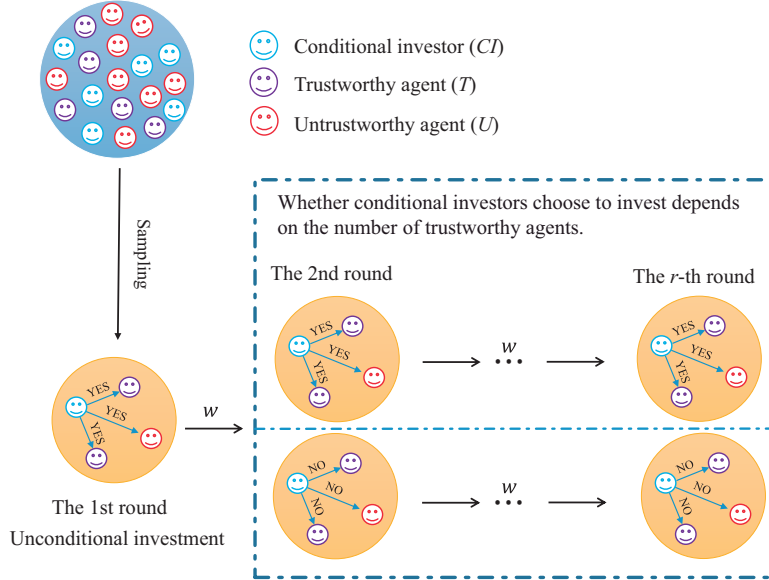 Conditional investor (CI)
Trustworthy agent (T)
Untrustworthy agent (U)
Sampling
Whether conditional investors choose to invest depends
on the number of trustworthy agents.
The 2nd round
The r-th round
YES
YES
YES
w
YES
YES
YES
YES
YES
YES
w
The 1st round
Unconditional investment
NO
NO
NO
w
NO
NO
NO